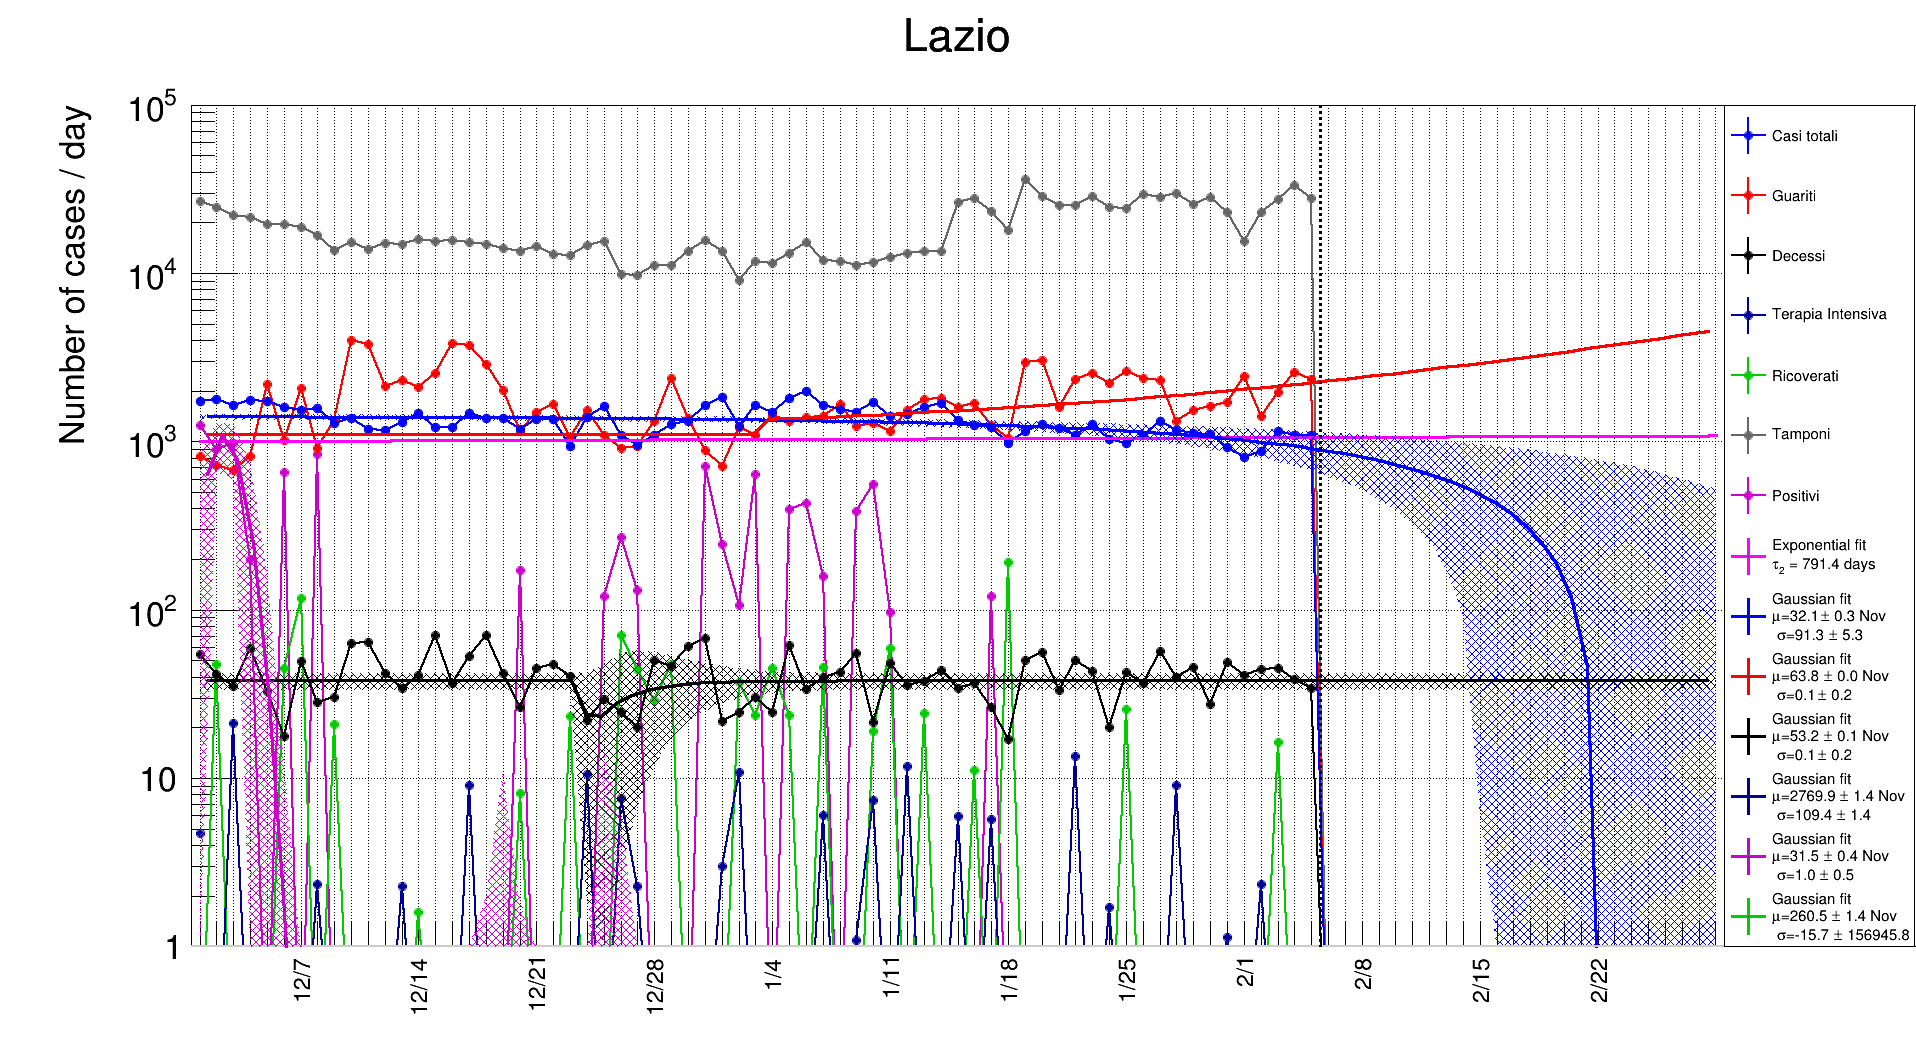 Lazio
Number of cases / day
10^5
10^4
10^3
10^2
10
1
12/7
12/14
12/21
12/28
1/4
1/11
1/18
1/25
2/1
2/8
2/15
2/22
Casi totali
Guariti
Decessi
Terapia Intensiva
Ricoverati
Tamponi
Positivi
Exponential fit
τ2 = 791.4 days
Gaussian fit
μ=32.1± 0.3 Nov
σ=91.3 ± 5.3
Gaussian fit
μ=63.8 ± 0.0 Nov
σ=0.1 ± 0.2
Gaussian fit
μ=53.2 ± 0.1 Nov
σ=0.1 ± 0.2
Gaussian fit
μ=2769.9 ± 1.4 Nov
σ=109.4 ± 1.4
Gaussian fit
μ=31.5 ± 0.4 Nov
σ=1.0 ± 0.5
Gaussian fit
μ=260.5 ± 1.4 Nov
σ=-15.7 ± 156945.8